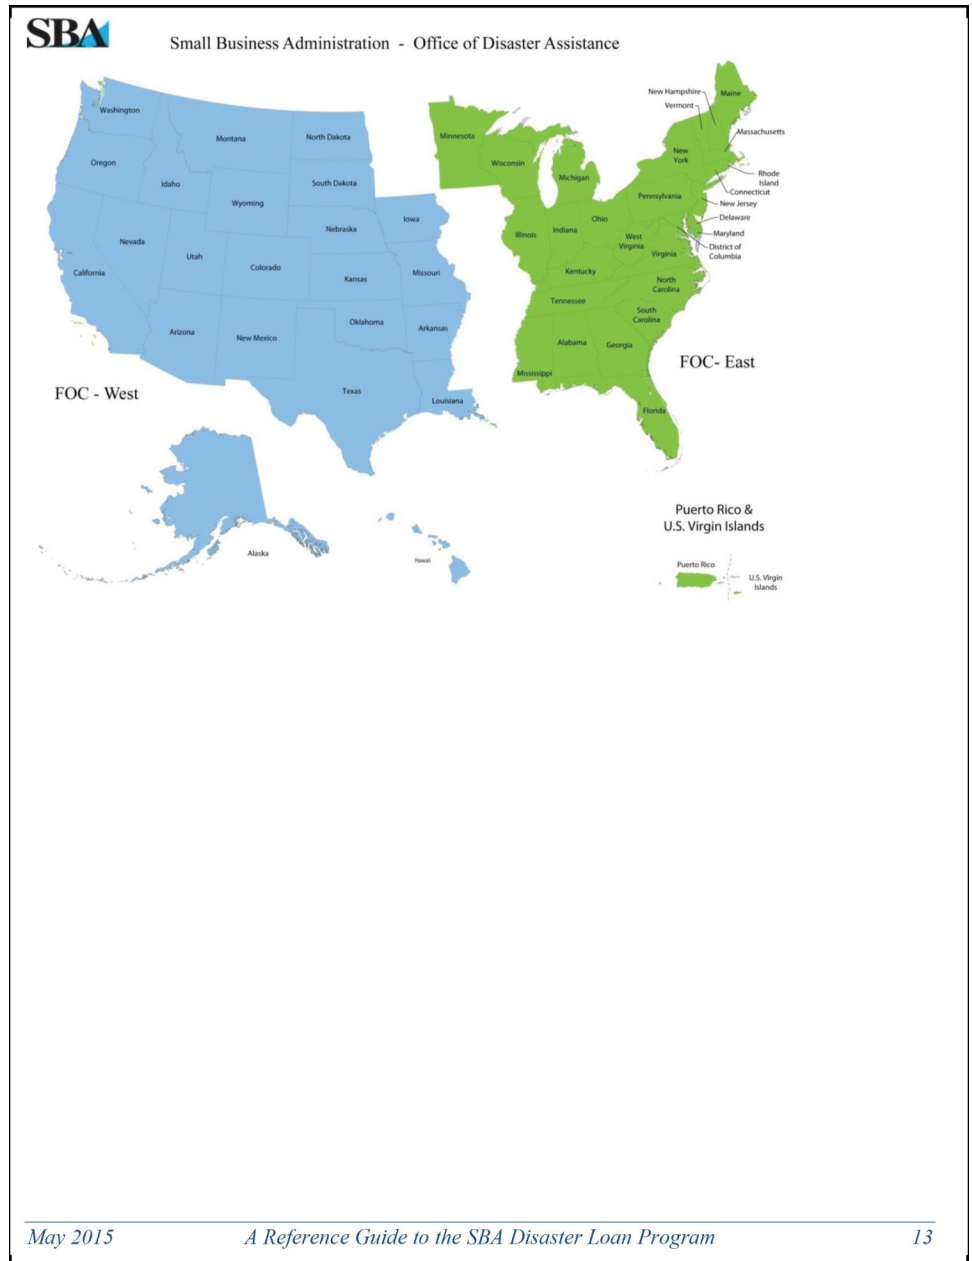 SBA
Small Business Administration - Office of Disaster Assistance
Washington
Oregon
Idaho
Montana
North Dakota
South Dakota
Wyoming
Nebraska
Iowa
Nevada
Utah
Colorado
Kansas
Missouri
California
Arizona
New Mexico
Oklahoma
Arkansas
Texas
Louisiana
FOC - West
Alaska
Hawaii
Minnesota
Wisconsin
Michigan
Illinois
Indiana
Ohio
Kentucky
Tennessee
Mississippi
Alabama
Georgia
Florida
South
Carolina
North
Carolina
Virginia
West
Virginia
Pennsylvania
New
York
New Hampshire
Vermont
Maine
Massachusetts
Rhode
Island
Connecticut
New Jersey
Delaware
Maryland
District of
Columbia
FOC- East
Puerto Rico &
U.S. Virgin Islands
Puerto Rico
U.S. Virgin
Islands
May 2015 A Reference Guide to the SBA Disaster Loan Program 13